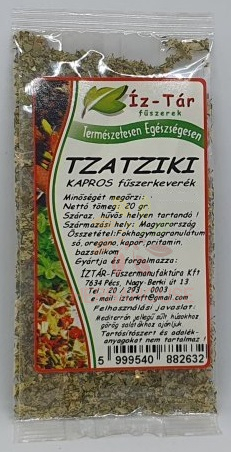 Íz-Tár
fűszerek
Természetesen Egészségesen
TZATZIKI
KAPROS fűszerkeverék
Minőségét megőrzi:
Nettó tömeg: 20 gr.
Száraz, hűvös helyen tartandó !
Származási hely: Magyarország
Összetétel:Fokhagymagranulátum
só, oregano, kapor, pritamin,
bazsalikom
Gyártja és forgalmazza:
ÍZTÁR-Fűszermanufaktúra Kft
7634 Pécs, Nagy-Berki út 13
Tel : 20 / 293 - 0003
e-mail: iztarkft@gmail.com
Felhasználási javaslat:
Mediterrán jellegű sült húsokhoz
görög salátákhoz ajánljuk
Tartósítószert és adalék-
anyagokat nem tartalmaz !
5 999540 882632